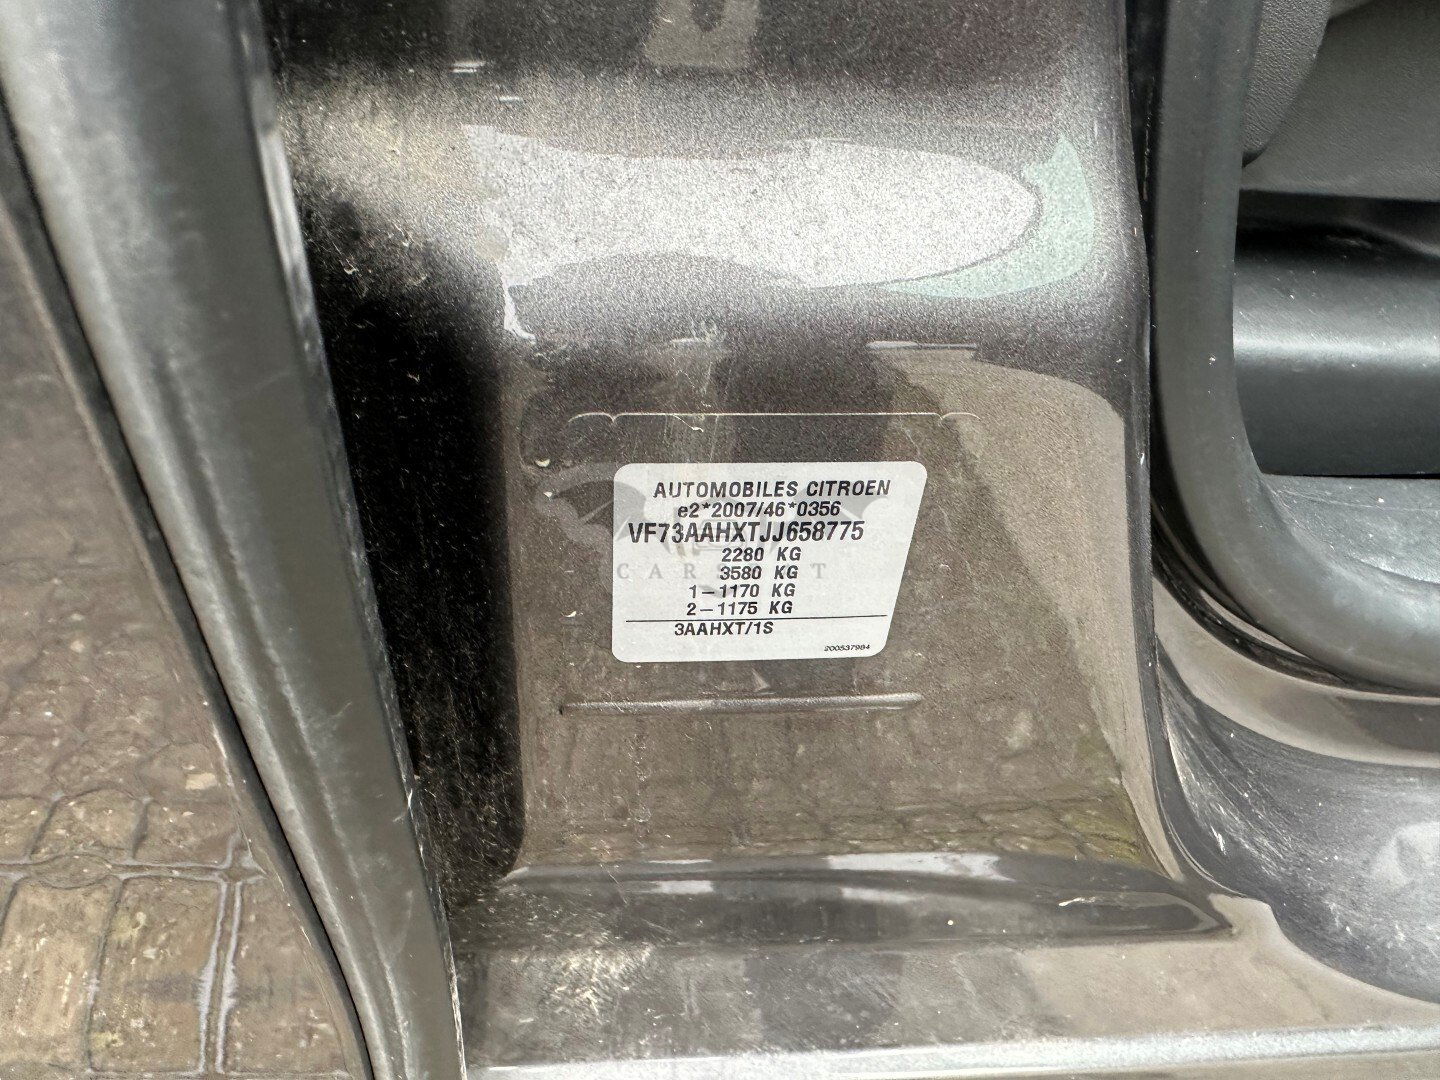 AUTOMOBILES CITROEN
e2*2007/46*0356
VF73AAHXTJJ658775
2280 KG
3580 KG
1-1170 KG
2-1175 KG
3AAHXT/1S
200537984